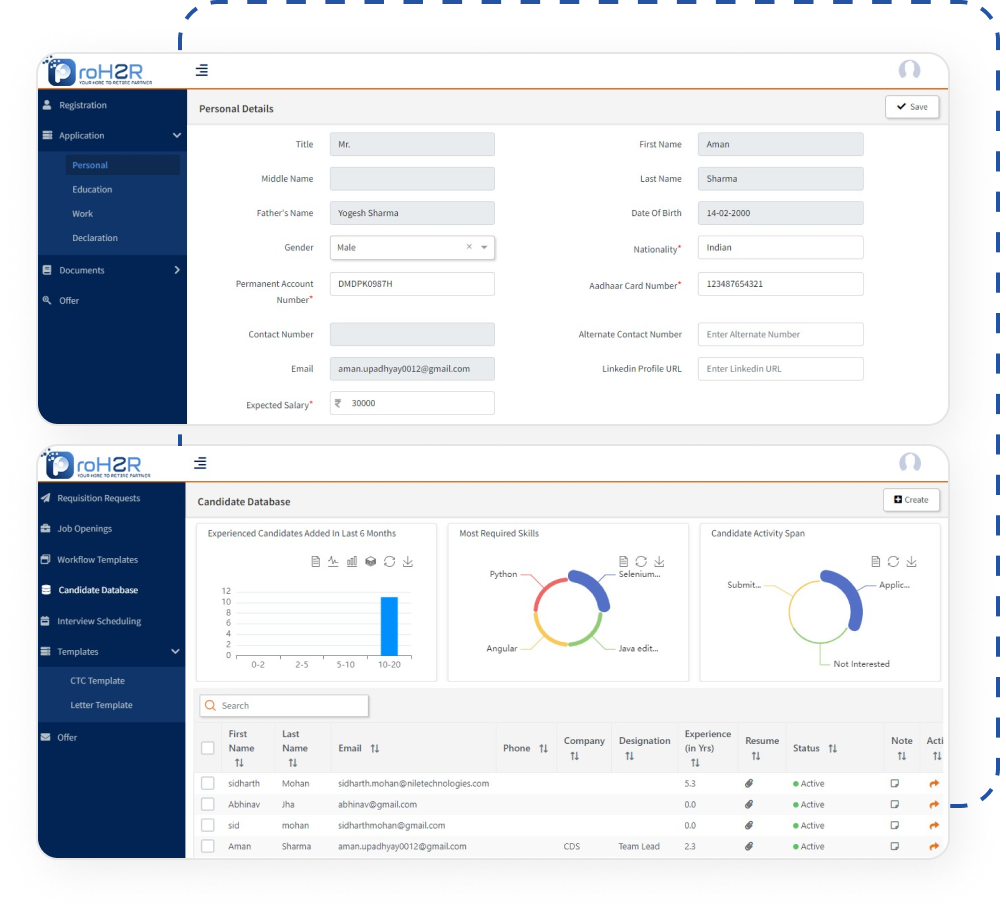 roH2R
YOUR HIRE TO RETIRE PARTNER
Registration
Application
Personal
Education
Work
Declaration
Documents
Offer
Personal Details
Save
Title Mr. First Name Aman
Middle Name Last Name Sharma
Father's Name Yogesh Sharma Date Of Birth 14-02-2000
Gender Male × Nationality* Indian
Permanent Account Number* DMDPK0987H Aadhaar Card Number* 123487654321
Contact Number Alternate Contact Number Enter Alternate Number
Email aman.upadhyay0012@gmail.com Linkedin Profile URL Enter Linkedin URL
Expected Salary* ₹ 30000
roH2R
YOUR HIRE TO RETIRE PARTNER
Requisition Requests
Job Openings
Workflow Templates
Candidate Database
Interview Scheduling
Templates
CTC Template
Letter Template
Offer
Candidate Database
Create
Experienced Candidates Added In Last 6 Months
12
10
8
6
4
2
0
0-2 2-5 5-10 10-20
Most Required Skills
Python Selenium...
Angular Java edit...
Candidate Activity Span
Submit... Applic...
Not Interested
Search
First Name Last Name Email Phone Company Designation Experience (in Yrs) Resume Status Note Acti
sidharth Mohan sidharth.mohan@niletechnologies.com 5.3 Active
Abhinav Jha abhinav@gmail.com 0.0 Active
sid mohan sidharthmohan@gmail.com 0.0 Active
Aman Sharma aman.upadhyay0012@gmail.com CDS Team Lead 2.3 Active